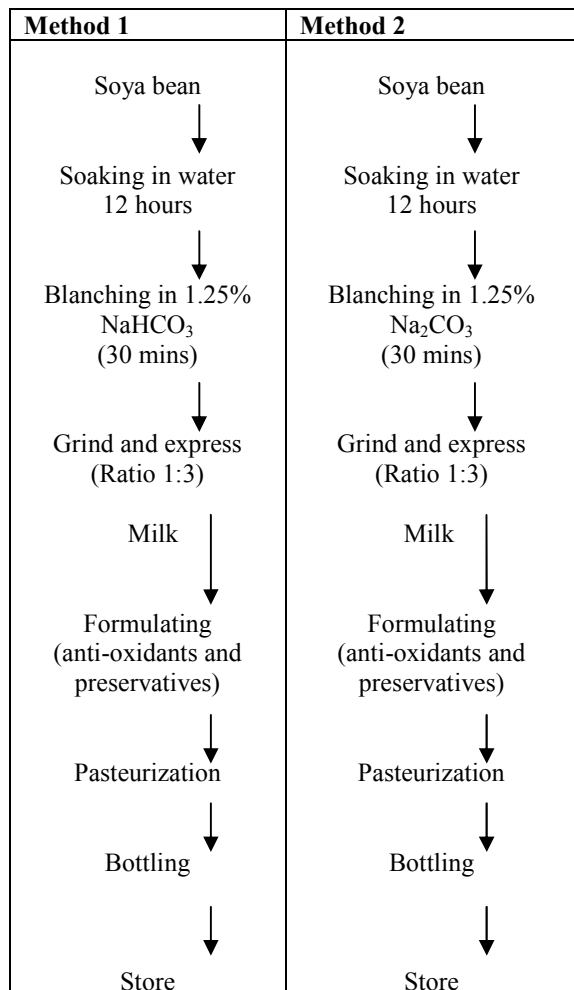 Method 1
Soya bean
Soaking in water
12 hours
Blanching in 1.25%
NaHCO₃
(30 mins)
Grind and express
(Ratio 1:3)
Milk
Formulating
(anti-oxidants and
preservatives)
Pasteurization
Bottling
Store
Method 2
Soya bean
Soaking in water
12 hours
Blanching in 1.25%
Na₂CO₃
(30 mins)
Grind and express
(Ratio 1:3)
Milk
Formulating
(anti-oxidants and
preservatives)
Pasteurization
Bottling
Store